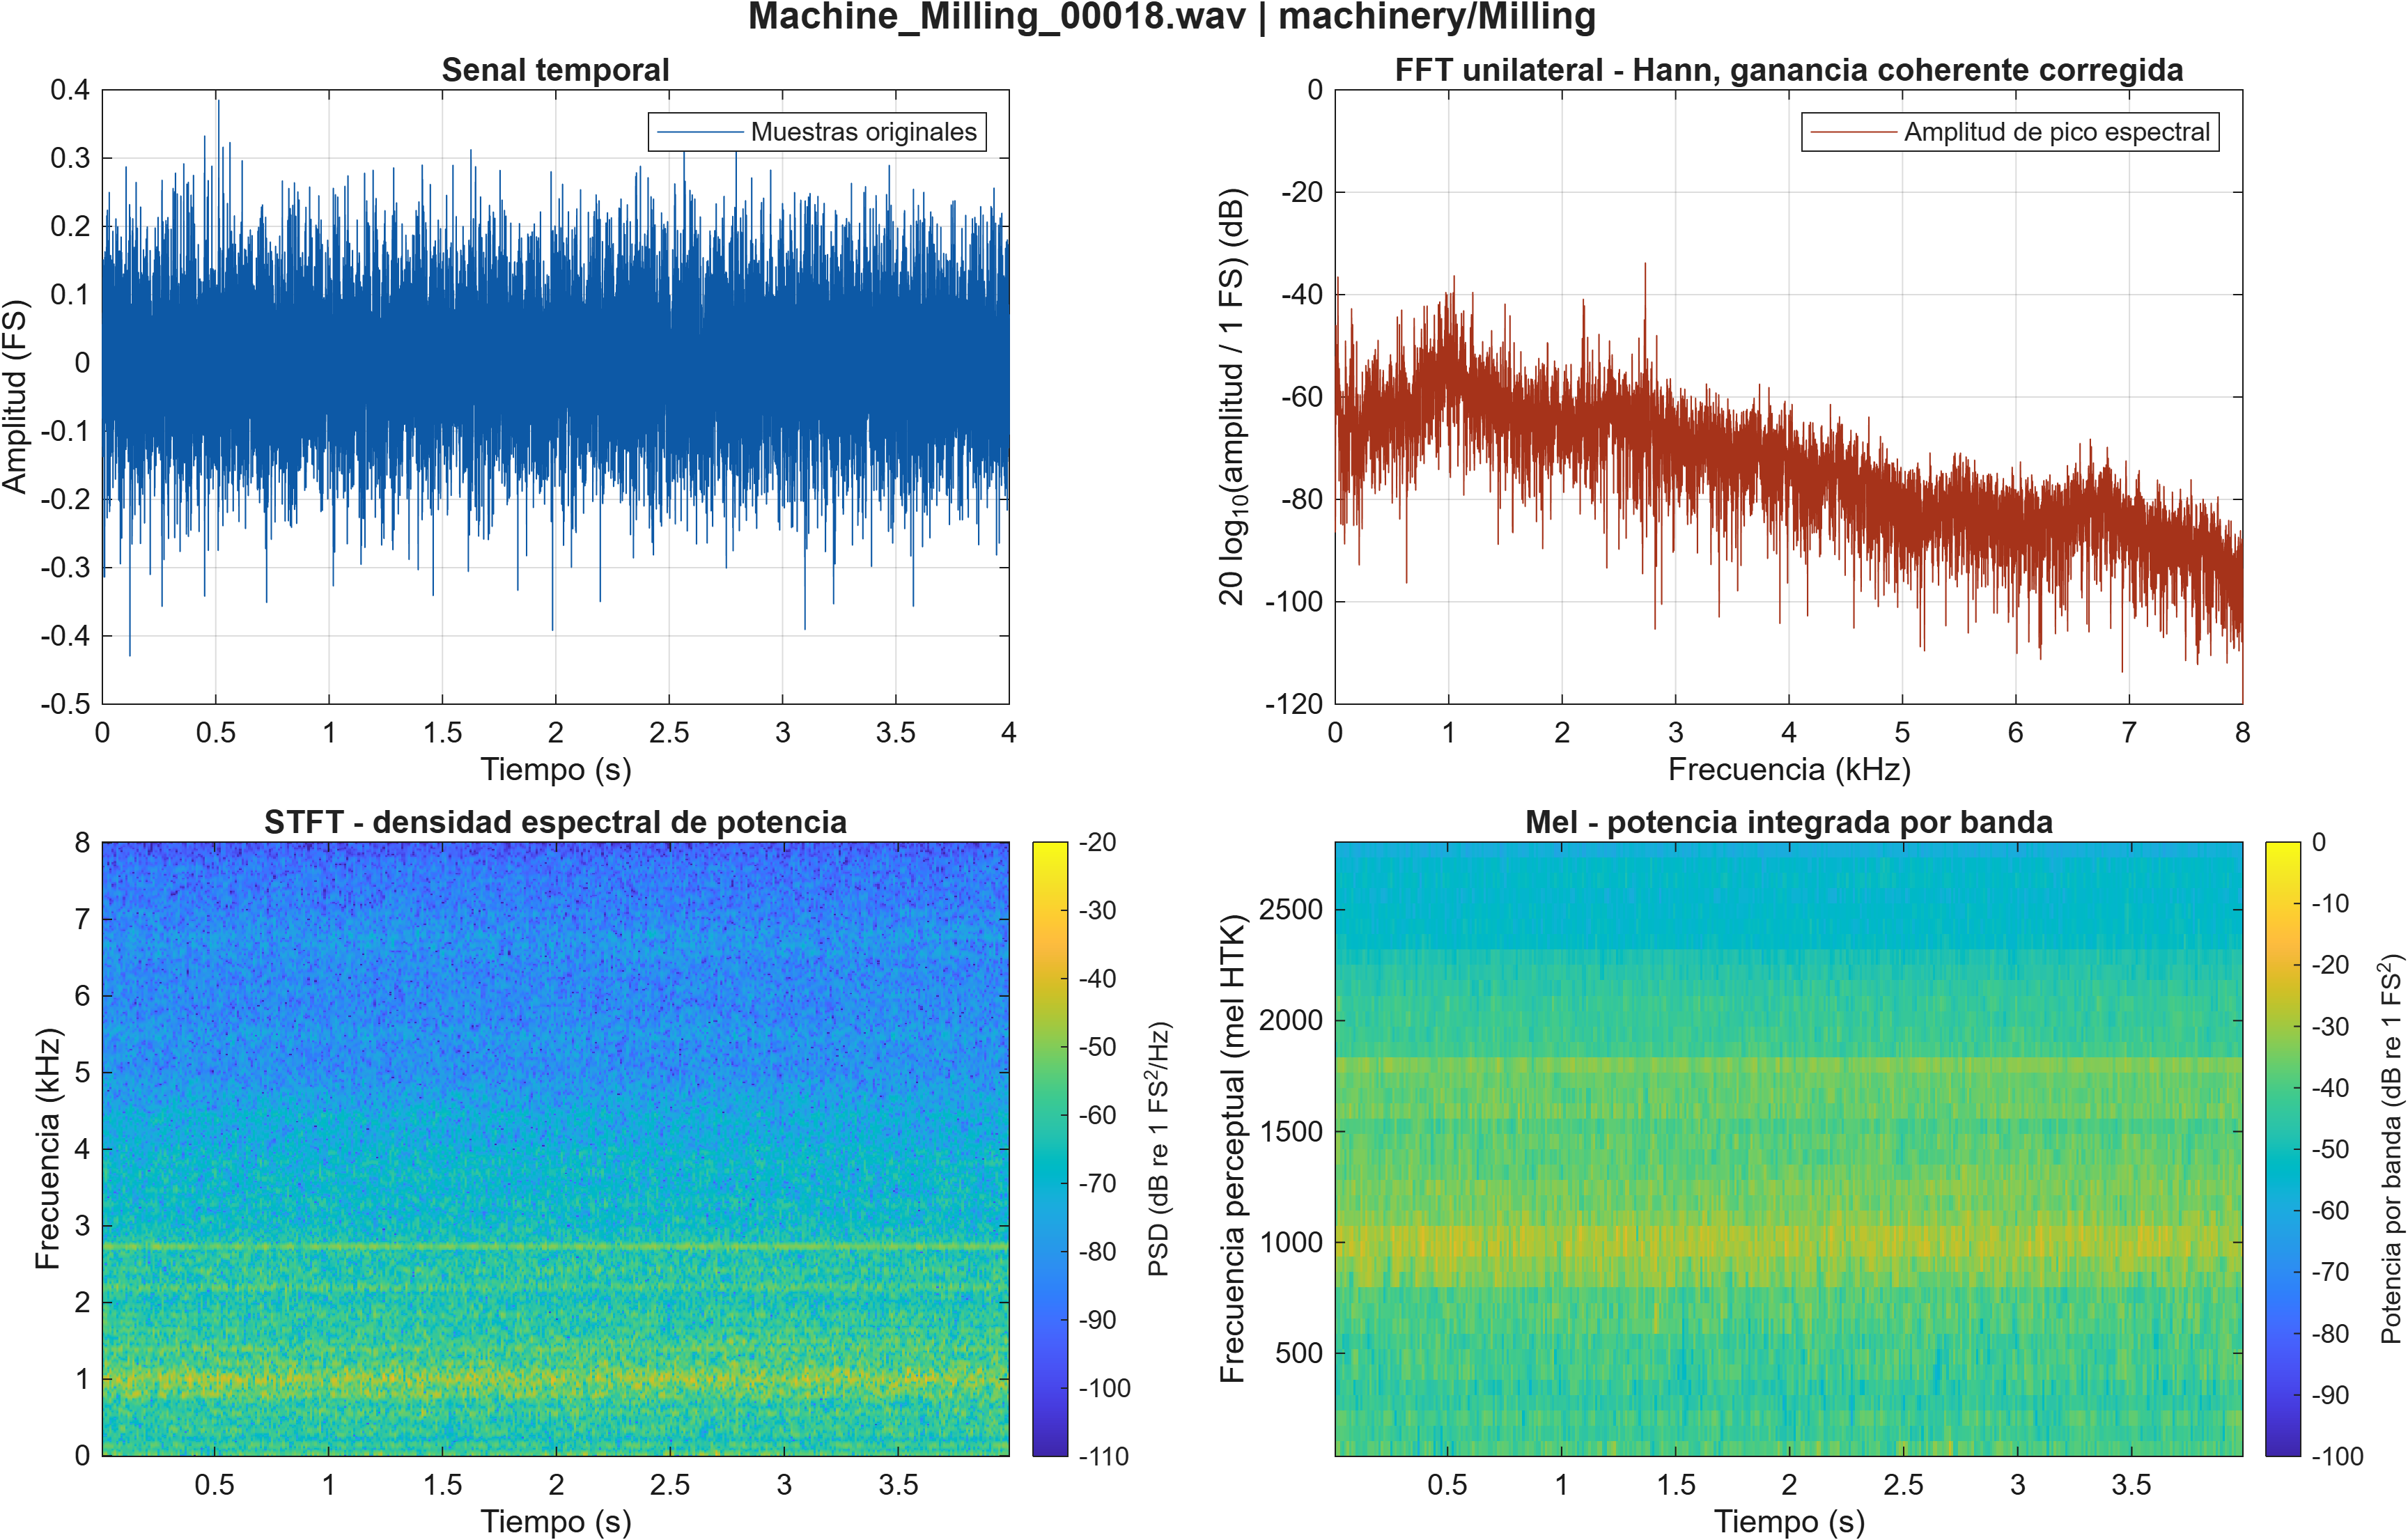 Machine_Milling_00018.wav | machinery/Milling
Senal temporal
Muestras originales
Amplitud (FS)
0.4
0.3
0.2
0.1
0
-0.1
-0.2
-0.3
-0.4
-0.5
0 0.5 1 1.5 2 2.5 3 3.5 4
Tiempo (s)
FFT unilateral - Hann, ganancia coherente corregida
Amplitud de pico espectral
20 log10(amplitud / 1 FS) (dB)
0
-20
-40
-60
-80
-100
-120
0 1 2 3 4 5 6 7 8
Frecuencia (kHz)
STFT - densidad espectral de potencia
Frecuencia (kHz)
8
7
6
5
4
3
2
1
0
0.5 1 1.5 2 2.5 3 3.5
Tiempo (s)
-20
-30
-40
-50
-60
-70
-80
-90
-100
-110
PSD (dB re 1 FS2/Hz)
Mel - potencia integrada por banda
Frecuencia perceptual (mel HTK)
2500
2000
1500
1000
500
0.5 1 1.5 2 2.5 3 3.5
Tiempo (s)
0
-10
-20
-30
-40
-50
-60
-70
-80
-90
-100
Potencia por banda (dB re 1 FS2)